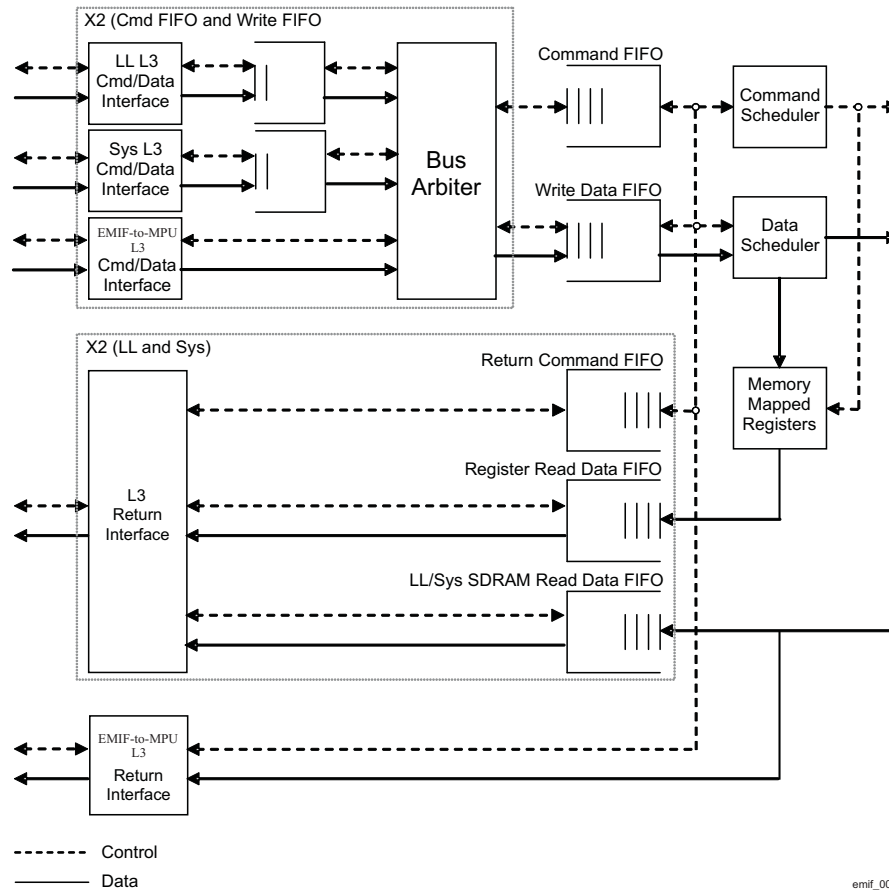 X2 (Cmd FIFO and Write FIFO
LL L3
Cmd/Data
Interface
Sys L3
Cmd/Data
Interface
EMIF-to-MPU
L3
Cmd/Data
Interface
Bus
Arbiter
Command FIFO
Command
Scheduler
Write Data FIFO
Data
Scheduler
Memory
Mapped
Registers
X2 (LL and Sys)
L3
Return
Interface
Return Command FIFO
Register Read Data FIFO
LL/Sys SDRAM Read Data FIFO
EMIF-to-MPU
L3
Return
Interface
Control
Data